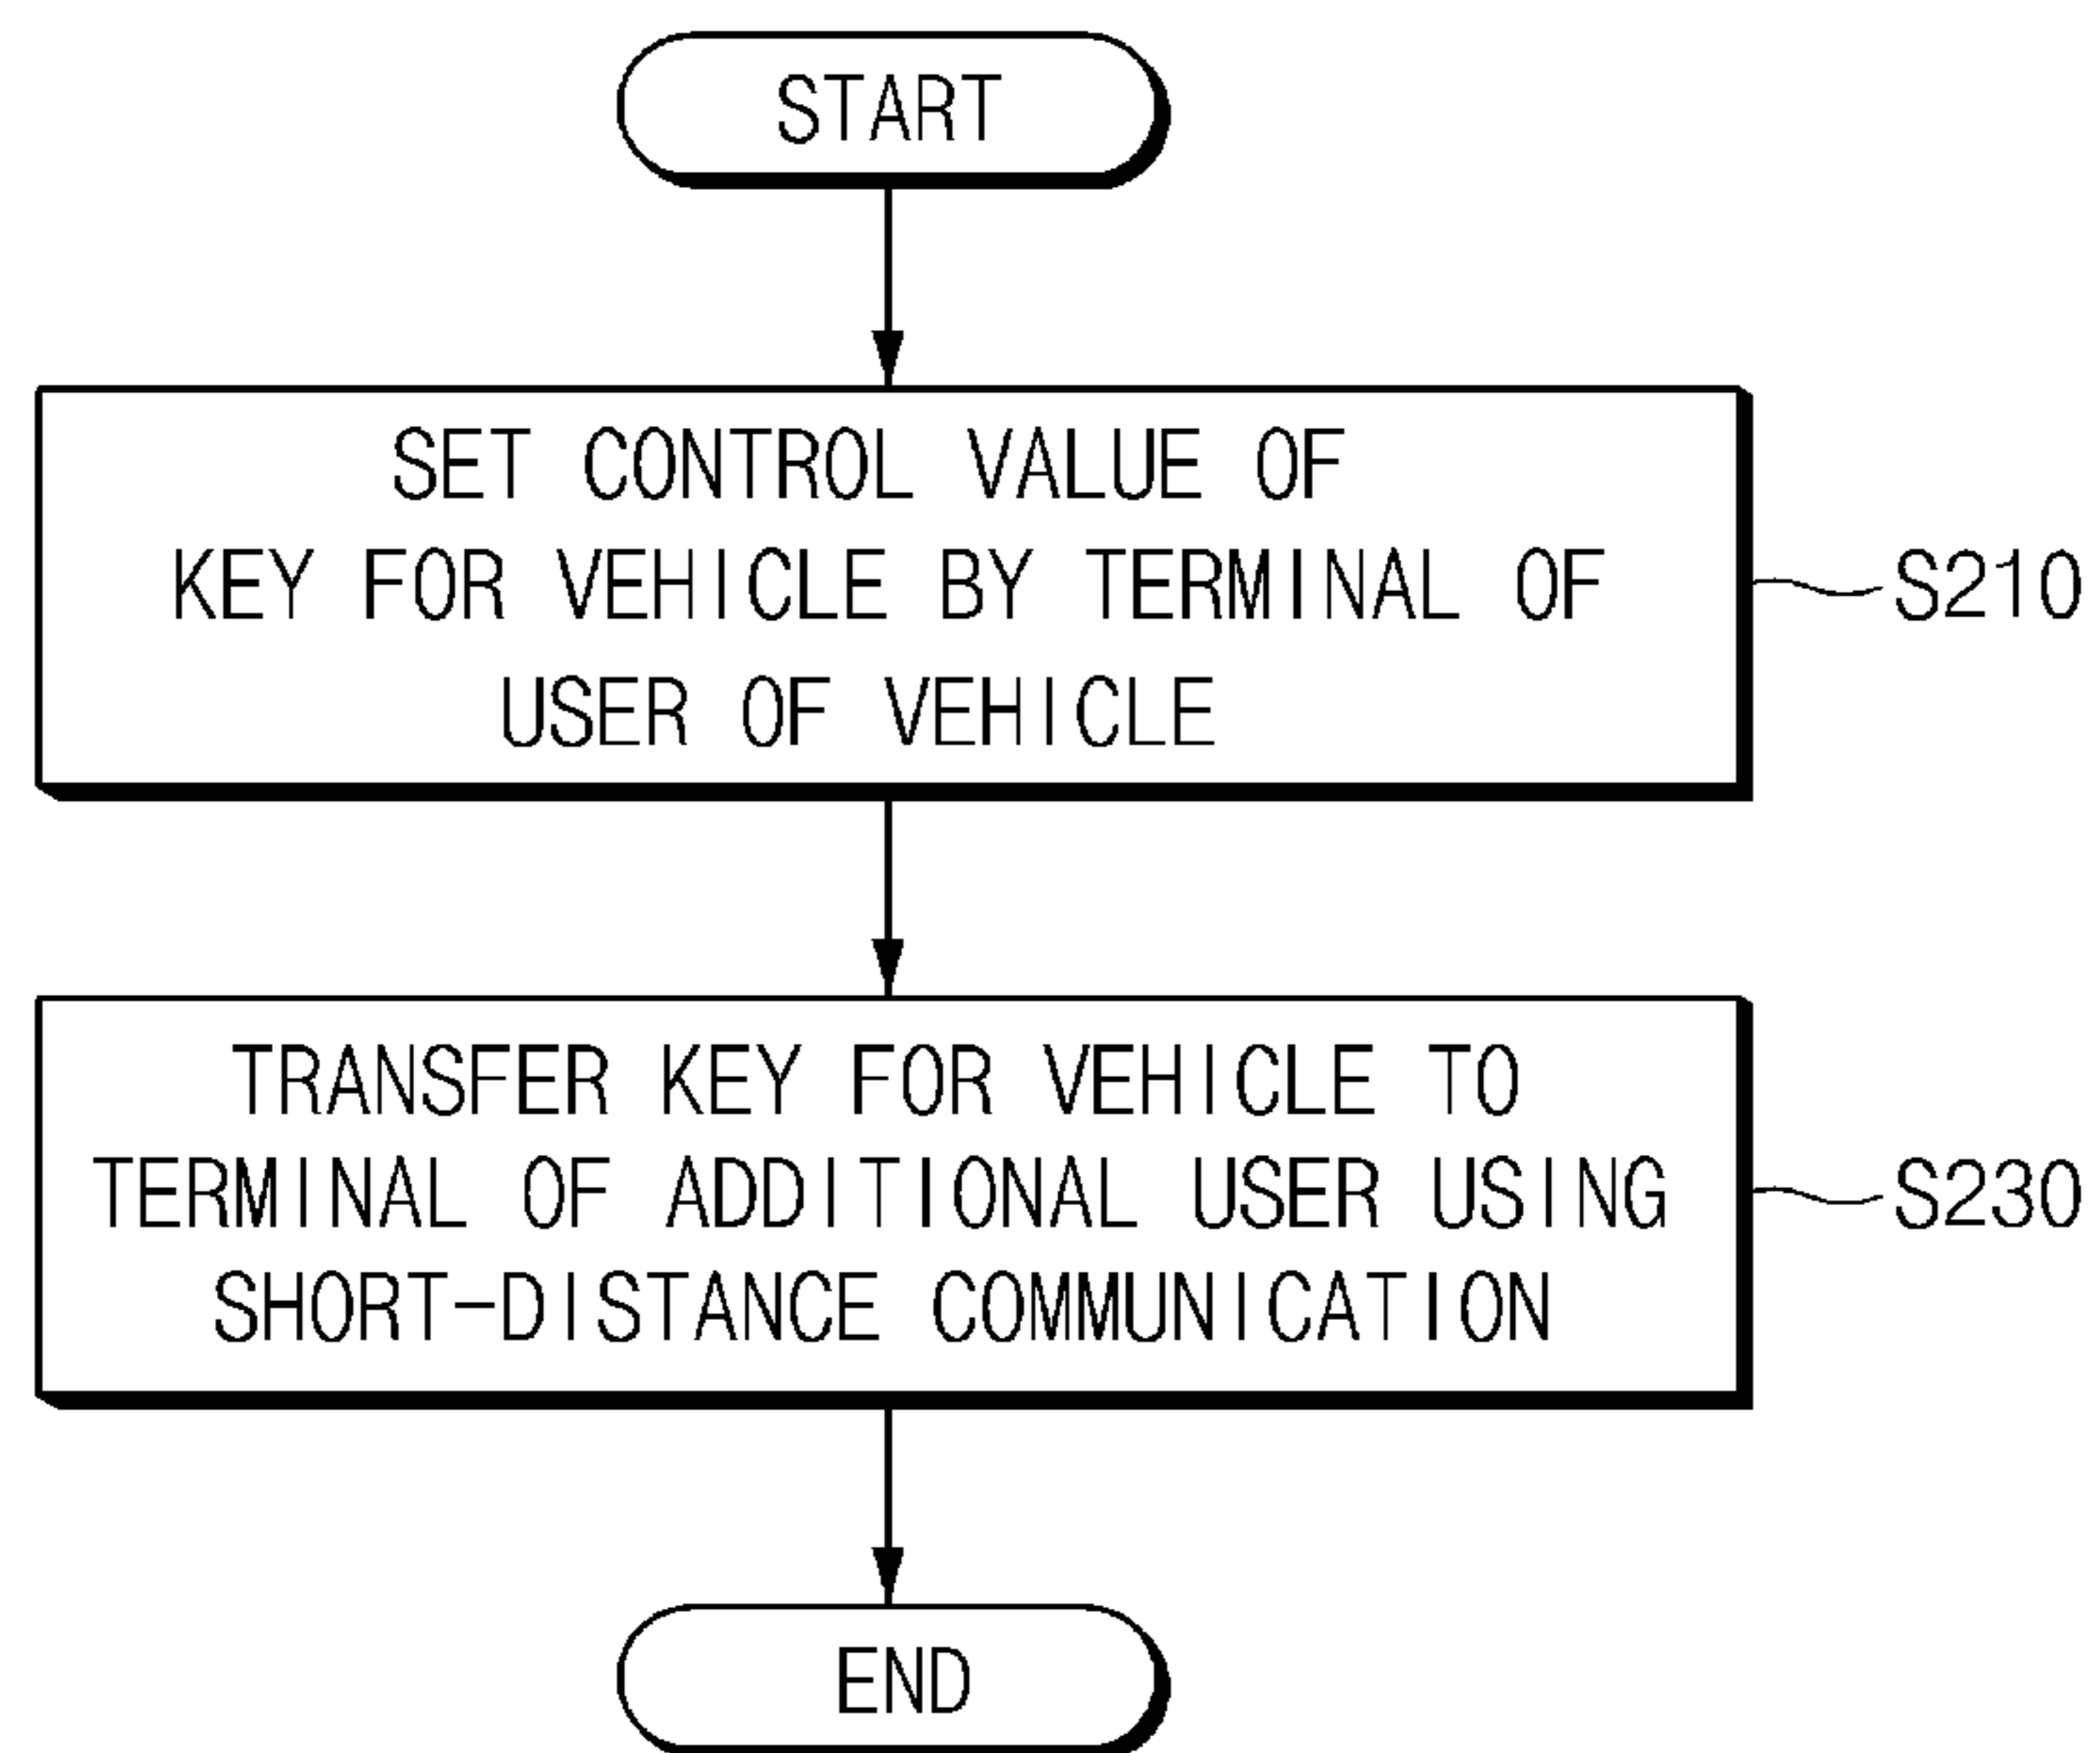 START
SET CONTROL VALUE OF
KEY FOR VEHICLE BY TERMINAL OF
USER OF VEHICLE
S210
TRANSFER KEY FOR VEHICLE TO
TERMINAL OF ADDITIONAL USER USING
SHORT-DISTANCE COMMUNICATION
S230
END